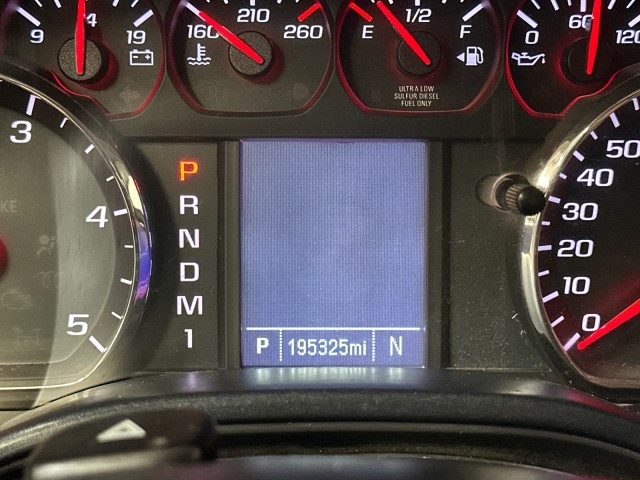 9 14 19
160 210 260
E 1/2 F
ULTRA LOW
SULFUR DIESEL
FUEL ONLY
0 60 120
3
4
5
P
R
N
D
M
1
P 195325mi N
50
40
30
20
10
0